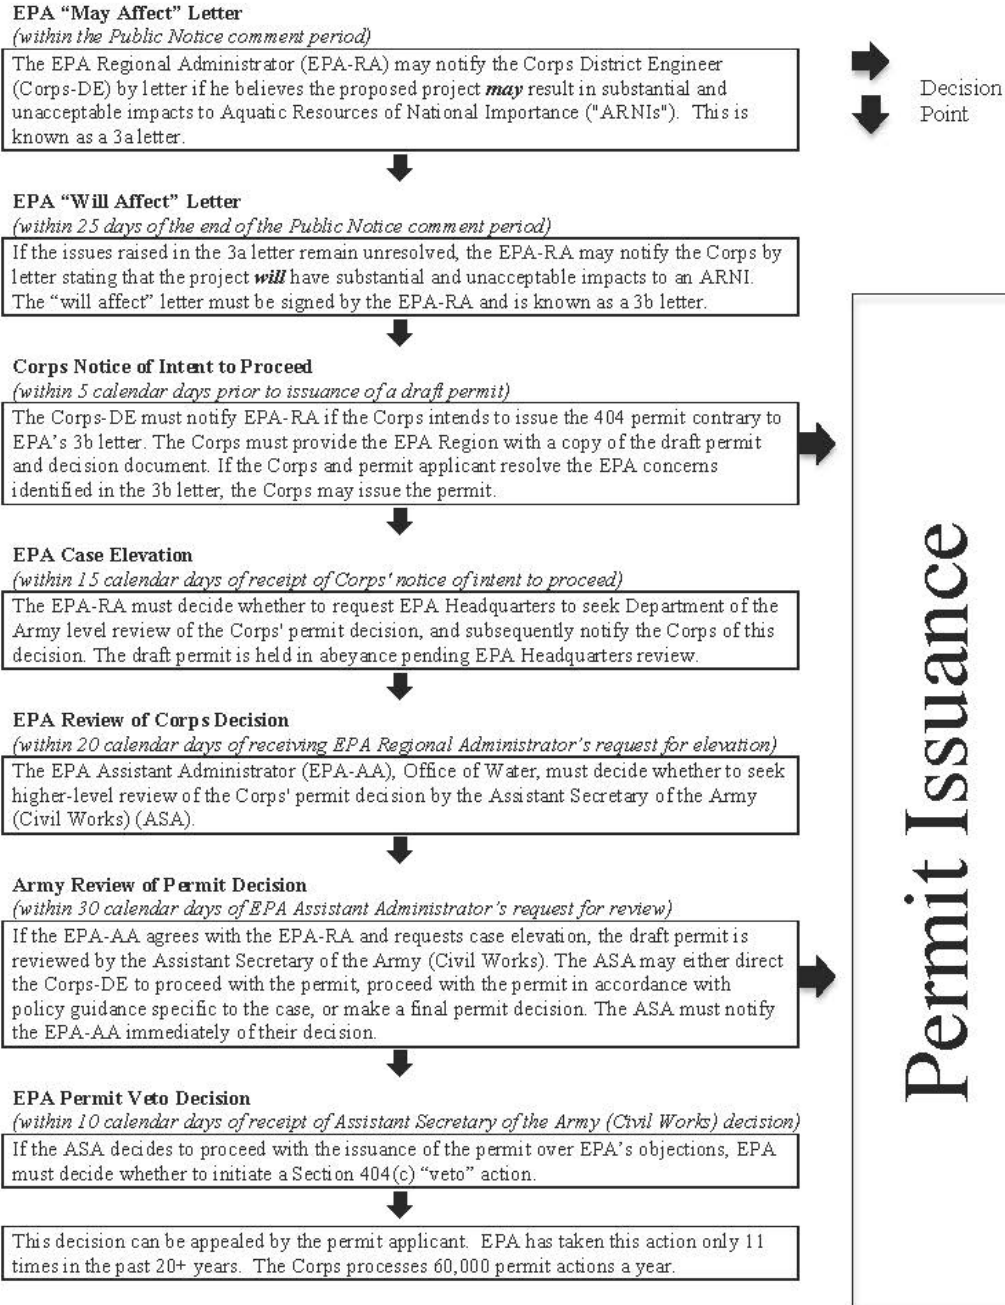 EPA “May Affect” Letter
(within the Public Notice comment period)
The EPA Regional Administrator (EPA-RA) may notify the Corps District Engineer
(Corps-DE) by letter if he believes the proposed project may result in substantial and
unacceptable impacts to Aquatic Resources of National Importance ("ARNIs"). This is
known as a 3a letter.
Decision
Point
EPA “Will Affect” Letter
(within 25 days of the end of the Public Notice comment period)
If the issues raised in the 3a letter remain unresolved, the EPA-RA may notify the Corps by
letter stating that the project will have substantial and unacceptable impacts to an ARNI.
The “will affect” letter must be signed by the EPA-RA and is known as a 3b letter.
Corps Notice of Intent to Proceed
(within 5 calendar days prior to issuance of a draft permit)
The Corps-DE must notify EPA-RA if the Corps intends to issue the 404 permit contrary to
EPA’s 3b letter. The Corps must provide the EPA Region with a copy of the draft permit
and decision document. If the Corps and permit applicant resolve the EPA concerns
identified in the 3b letter, the Corps may issue the permit.
EPA Case Elevation
(within 15 calendar days of receipt of Corps' notice of intent to proceed)
The EPA-RA must decide whether to request EPA Headquarters to seek Department of the
Army level review of the Corps' permit decision, and subsequently notify the Corps of this
decision. The draft permit is held in abeyance pending EPA Headquarters review.
EPA Review of Corps Decision
(within 20 calendar days of receiving EPA Regional Administrator’s request for elevation)
The EPA Assistant Administrator (EPA-AA), Office of Water, must decide whether to seek
higher-level review of the Corps' permit decision by the Assistant Secretary of the Army
(Civil Works) (ASA).
Army Review of Permit Decision
(within 30 calendar days of EPA Assistant Administrator’s request for review)
If the EPA-AA agrees with the EPA-RA and requests case elevation, the draft permit is
reviewed by the Assistant Secretary of the Army (Civil Works). The ASA may either direct
the Corps-DE to proceed with the permit, proceed with the permit in accordance with
policy guidance specific to the case, or make a final permit decision. The ASA must notify
the EPA-AA immediately of their decision.
EPA Permit Veto Decision
(within 10 calendar days of receipt of Assistant Secretary of the Army (Civil Works) decision)
If the ASA decides to proceed with the issuance of the permit over EPA’s objections, EPA
must decide whether to initiate a Section 404(c) “veto” action.
This decision can be appealed by the permit applicant. EPA has taken this action only 11
times in the past 20+ years. The Corps processes 60,000 permit actions a year.
Permit Issuance